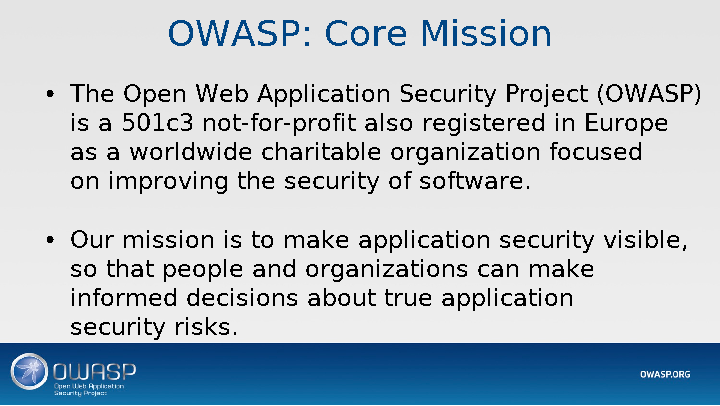 OWASP: Core Mission
• The Open Web Application Security Project (OWASP)
is a 501c3 not-for-profit also registered in Europe
as a worldwide charitable organization focused
on improving the security of software.
• Our mission is to make application security visible,
so that people and organizations can make
informed decisions about true application
security risks.
OWASP
Open Web Application
Security Project
OWASP.ORG